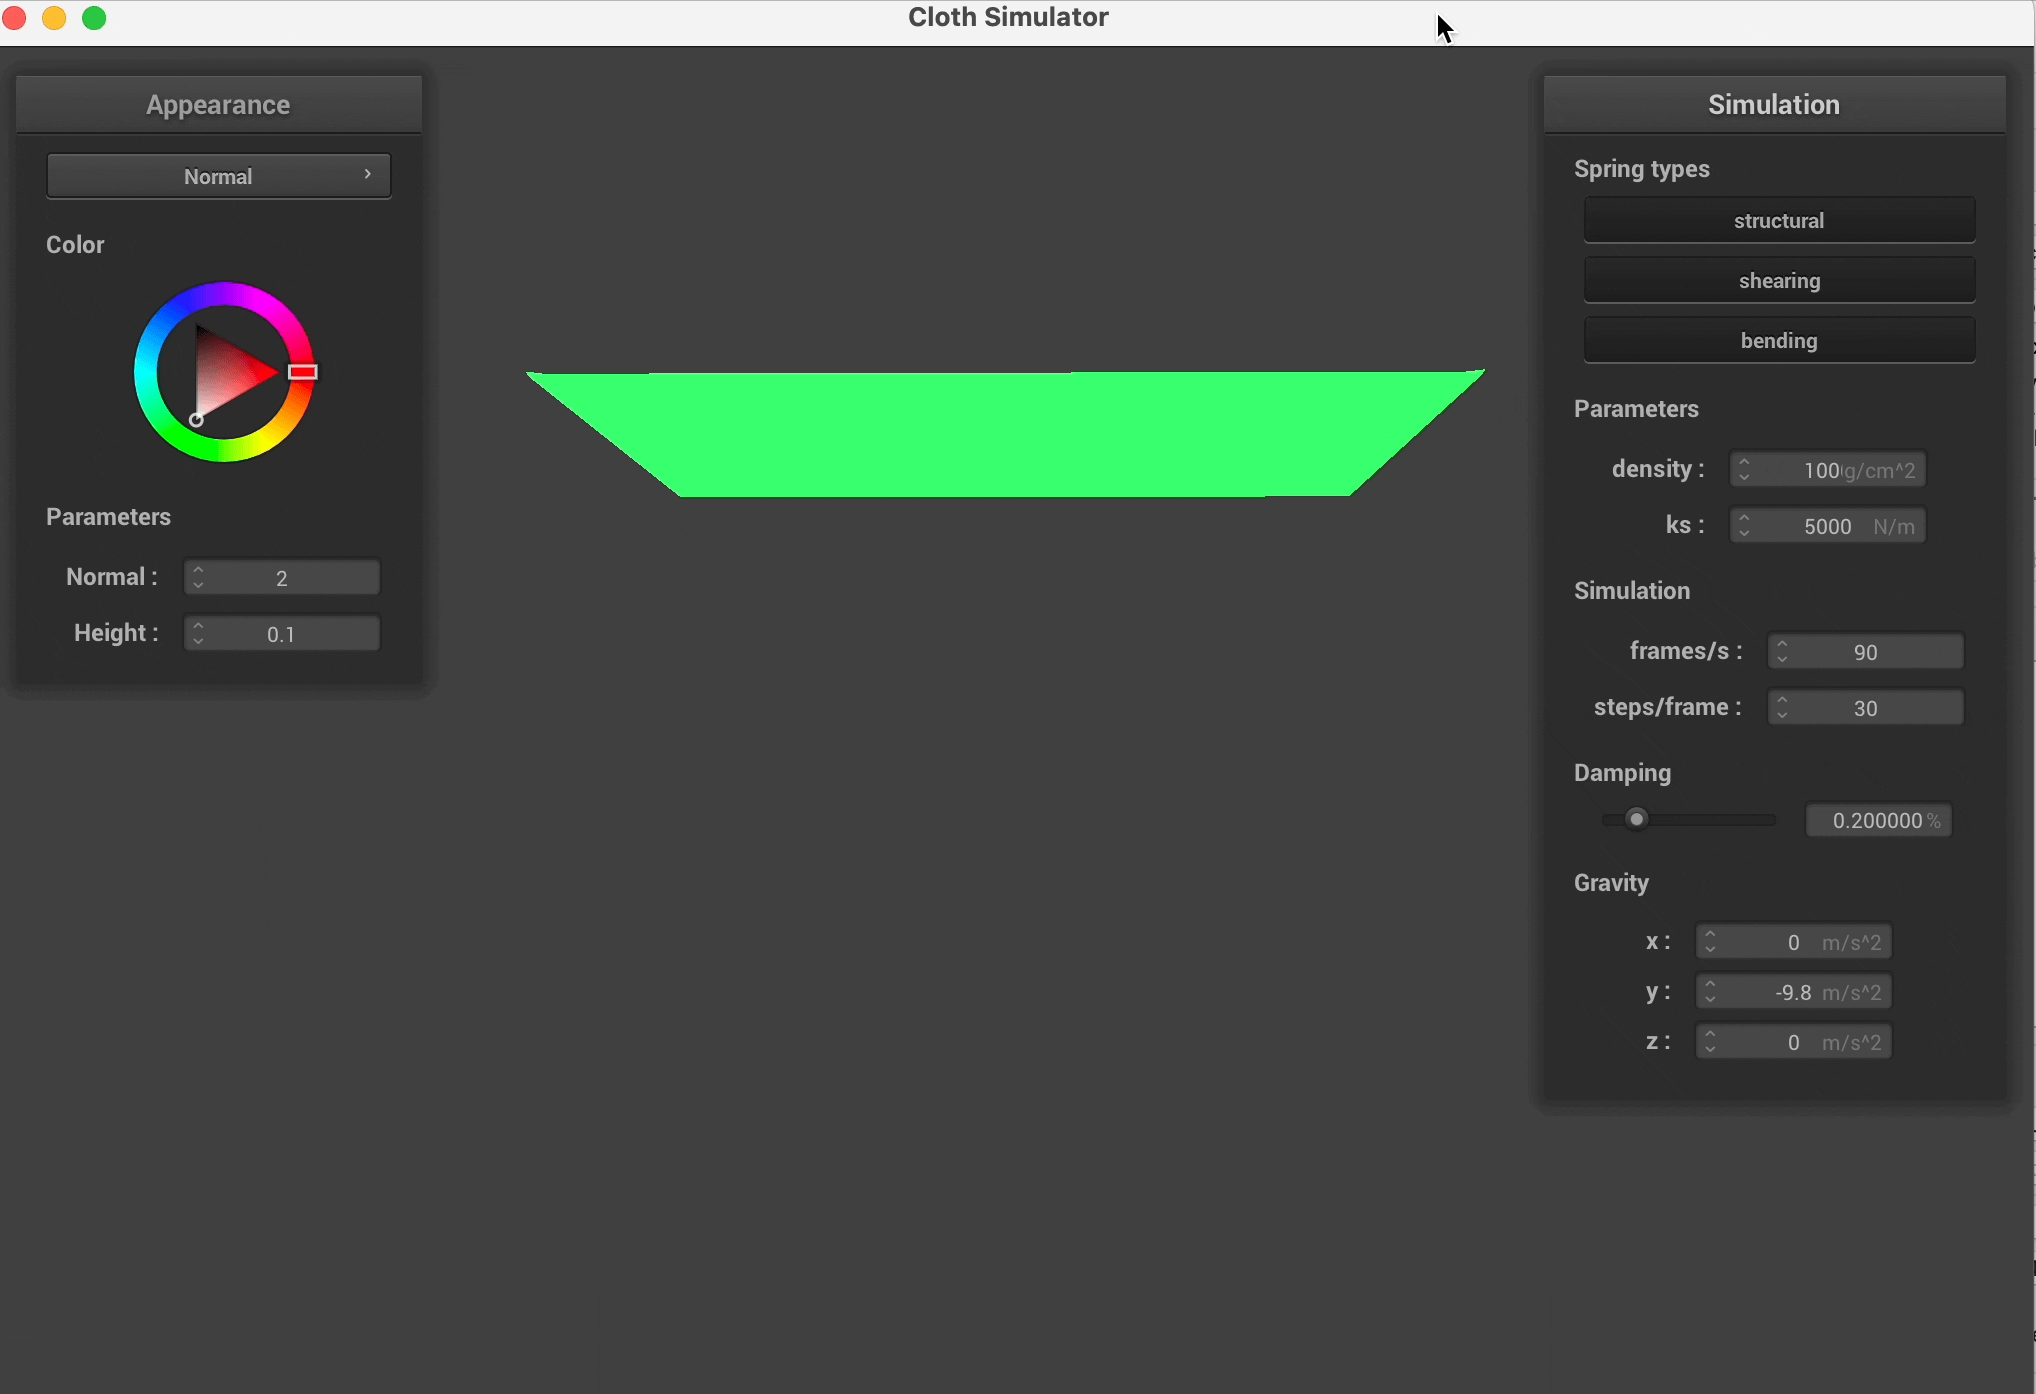 Cloth Simulator
Appearance
Normal
Color
Parameters
Normal : 2
Height : 0.1
Simulation
Spring types
structural
shearing
bending
Parameters
density : 100 g/cm^2
ks : 5000 N/m
Simulation
frames/s : 90
steps/frame : 30
Damping
0.200000 %
Gravity
x : 0 m/s^2
y : -9.8 m/s^2
z : 0 m/s^2